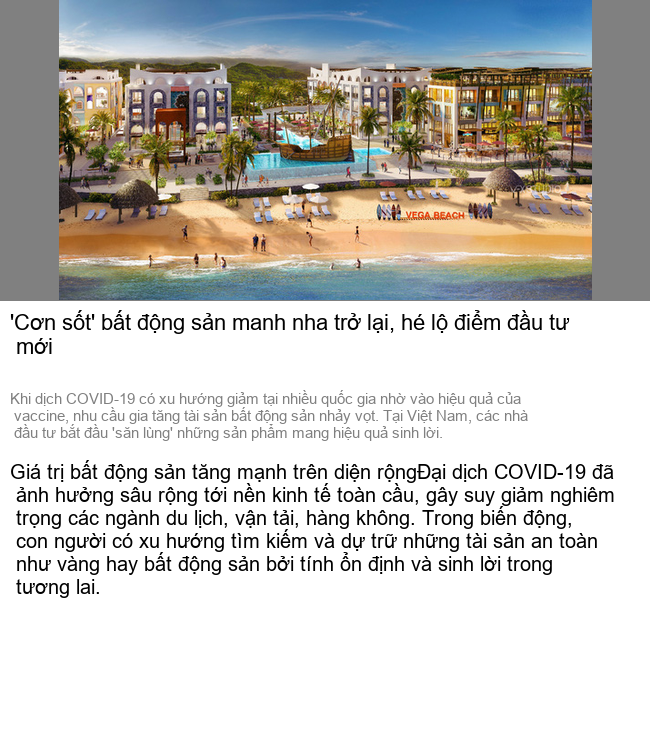 VEGA BEACH
'Cơn sốt' bất động sản manh nha trở lại, hé lộ điểm đầu tư
mới
Khi dịch COVID-19 có xu hướng giảm tại nhiều quốc gia nhờ vào hiệu quả của
vaccine, nhu cầu gia tăng tài sản bất động sản nhảy vọt. Tại Việt Nam, các nhà
đầu tư bắt đầu 'săn lùng' những sản phẩm mang hiệu quả sinh lời.
Giá trị bất động sản tăng mạnh trên diện rộngĐại dịch COVID-19 đã
ảnh hưởng sâu rộng tới nền kinh tế toàn cầu, gây suy giảm nghiêm
trọng các ngành du lịch, vận tải, hàng không. Trong biến động,
con người có xu hướng tìm kiếm và dự trữ những tài sản an toàn
như vàng hay bất động sản bởi tính ổn định và sinh lời trong
tương lai.